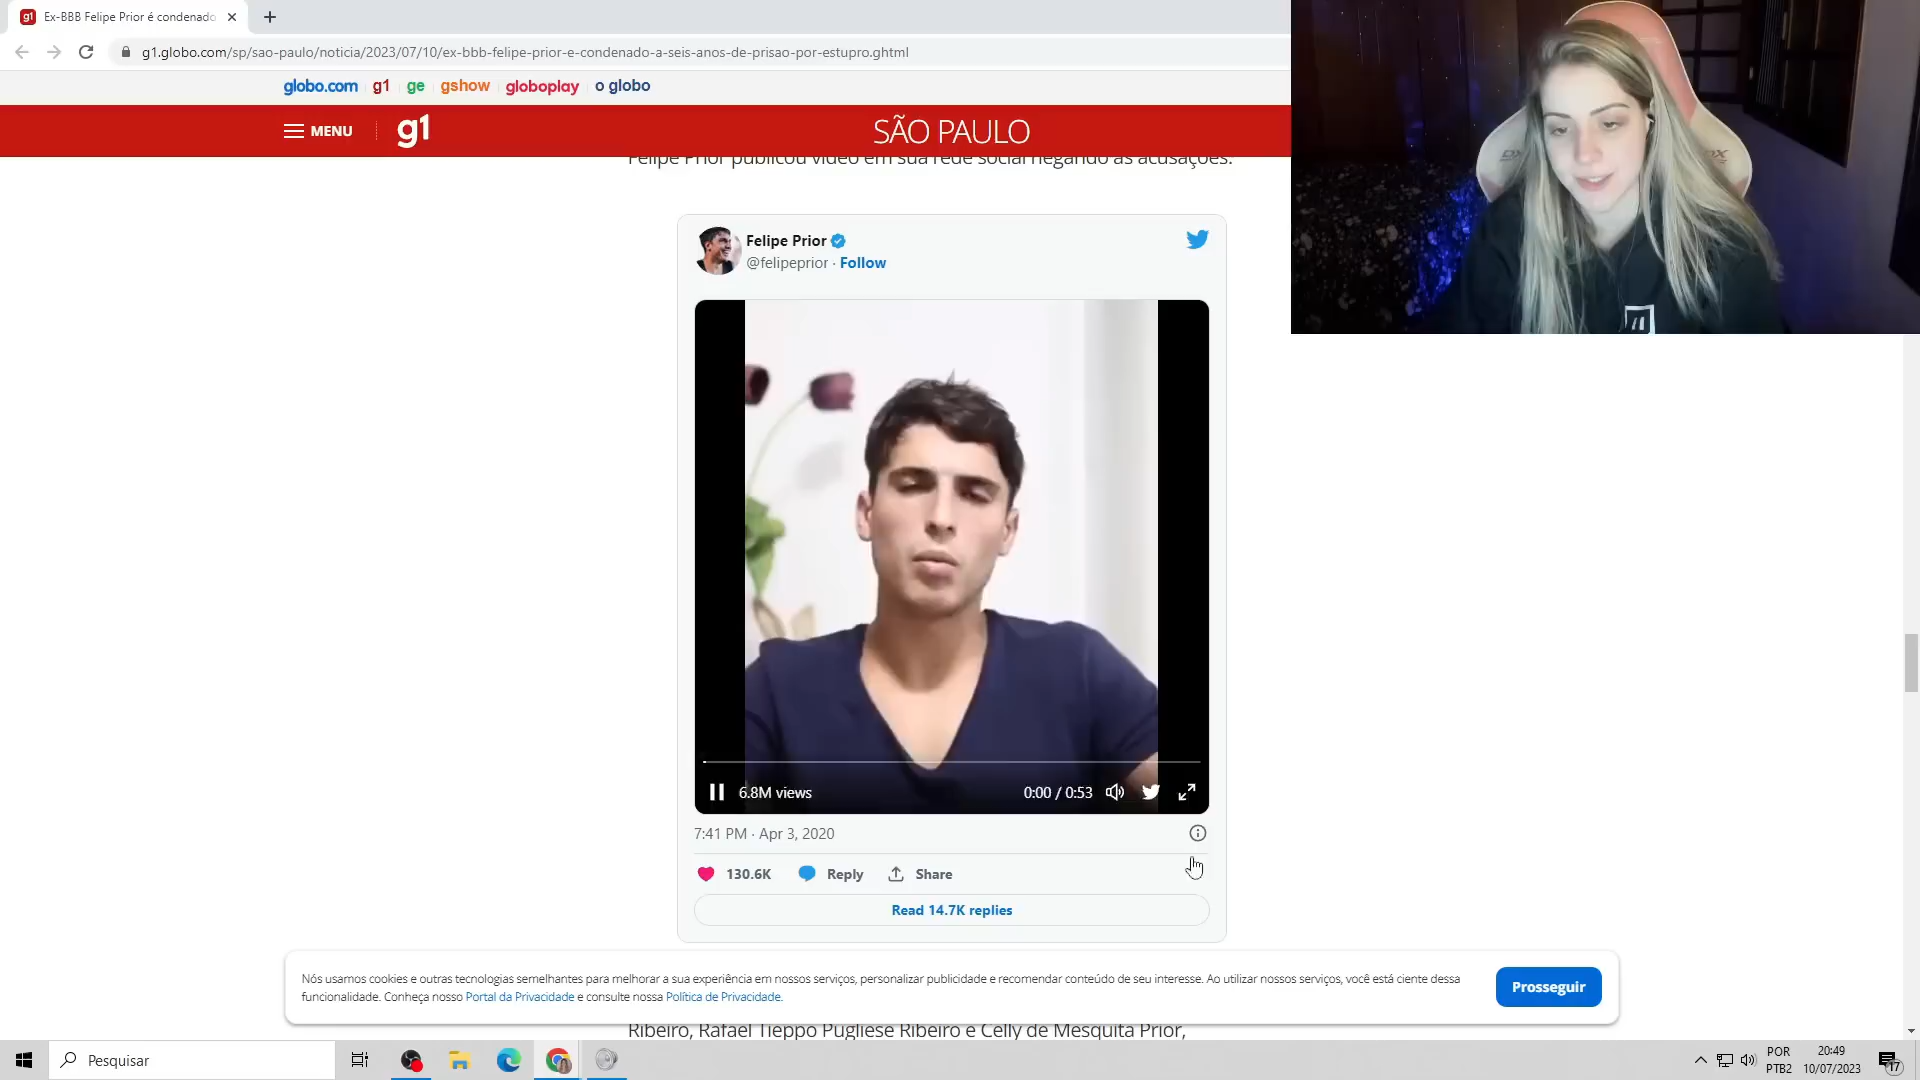 Ex-BBB Felipe Prior é condenado
g1.globo.com/sp/sao-paulo/noticia/2023/07/10/ex-bbb-felipe-prior-e-condenado-a-seis-anos-de-prisao-por-estupro.ghtml
globo.com g1 ge gshow globoplay o globo
MENU g1 SÃO PAULO
Felipe Prior publicou vídeo em sua rede social negando as acusações.
Felipe Prior
@felipeprior · Follow
6.8M views 0:00 / 0:53
7:41 PM · Apr 3, 2020
130.6K Reply Share
Read 14.7K replies
Nós usamos cookies e outras tecnologias semelhantes para melhorar a sua experiência em nossos serviços, personalizar publicidade e recomendar conteúdo de seu interesse. Ao utilizar nossos serviços, você está ciente dessa
funcionalidade. Conheça nosso Portal da Privacidade e consulte nossa Política de Privacidade.
Prosseguir
Ribeiro, Rafael Tieppo Pugliese Ribeiro e Celly de Mesquita Prior,
Pesquisar
POR
PTB2
20:49
10/07/2023
17